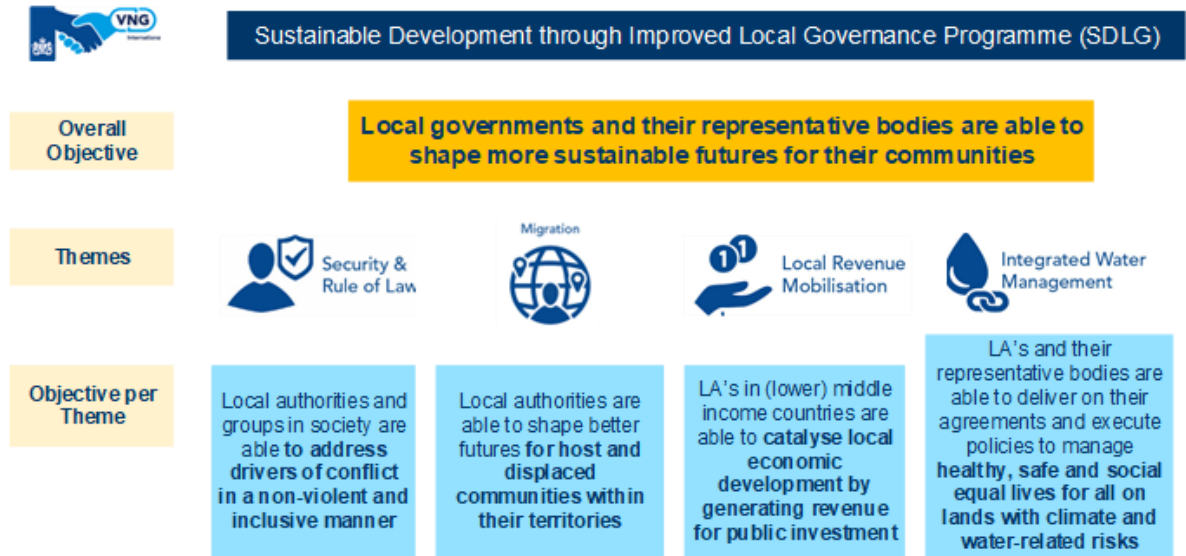 VNG
International
Sustainable Development through Improved Local Governance Programme (SDLG)
Overall
Objective
Local governments and their representative bodies are able to
shape more sustainable futures for their communities
Themes
Security &
Rule of Law
Migration
1 1
Local Revenue
Mobilisation
Integrated Water
Management
Objective per
Theme
Local authorities and
groups in society are
able to address
drivers of conflict
in a non-violent and
inclusive manner
Local authorities are
able to shape better
futures for host and
displaced
communities within
their territories
LA's in (lower) middle
income countries are
able to catalyse local
economic
development by
generating revenue
for public investment
LA's and their
representative bodies are
able to deliver on their
agreements and execute
policies to manage
healthy, safe and social
equal lives for all on
lands with climate and
water-related risks